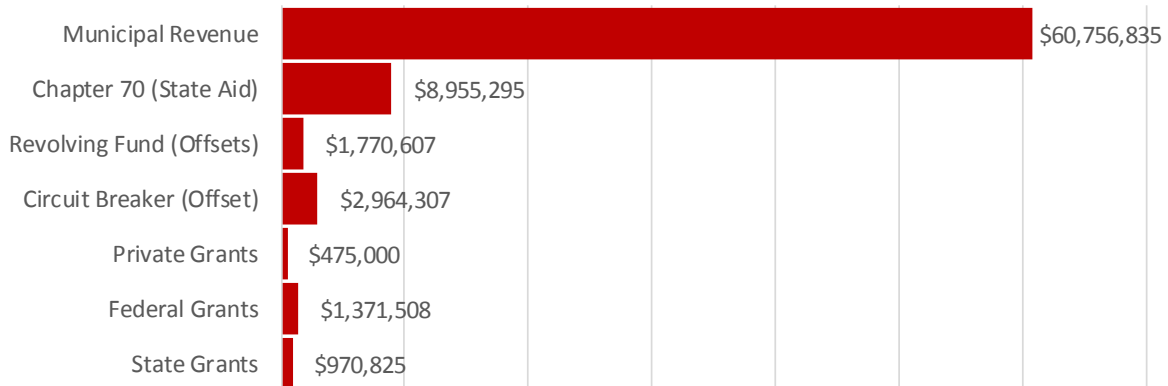 Municipal Revenue $60,756,835
Chapter 70 (State Aid) $8,955,295
Revolving Fund (Offsets) $1,770,607
Circuit Breaker (Offset) $2,964,307
Private Grants $475,000
Federal Grants $1,371,508
State Grants $970,825